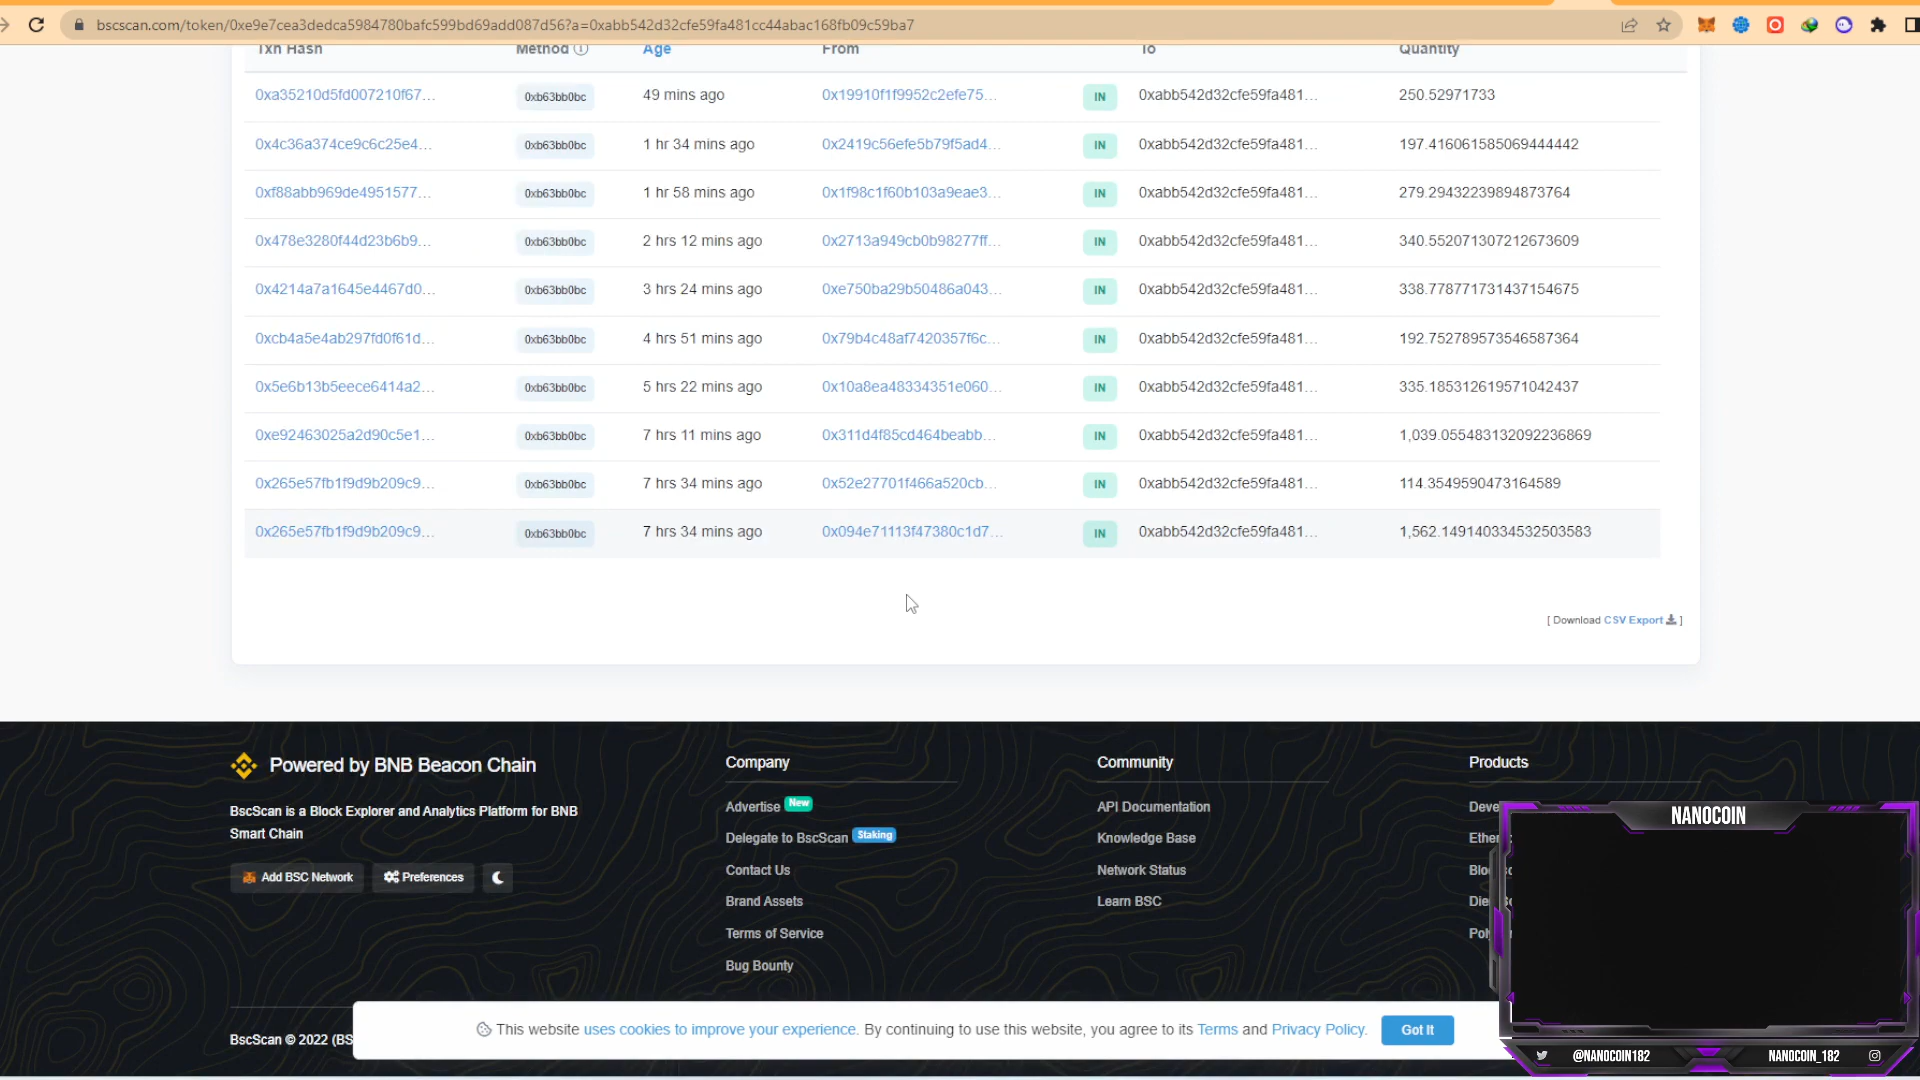 bscscan.com/token/0xe9e7cea3dedca5984780bafc599bd69add087d56?a=0xabb542d32cfe59fa481cc44abac168fb09c59ba7
Txn Hash Method Age From To Quantity
0xa35210d5fd007210f67... 0xb63bb0bc 49 mins ago 0x19910f1f9952c2efe75... IN 0xabb542d32cfe59fa481... 250.52971733
0x4c36a374ce9c6c25e4... 0xb63bb0bc 1 hr 34 mins ago 0x2419c56efe5b79f5ad4... IN 0xabb542d32cfe59fa481... 197.416061585069444442
0xf88abb969de4951577... 0xb63bb0bc 1 hr 58 mins ago 0x1f98c1f60b103a9eae3... IN 0xabb542d32cfe59fa481... 279.29432239894873764
0x478e3280f44d23b6b9... 0xb63bb0bc 2 hrs 12 mins ago 0x2713a949cb0b98277ff... IN 0xabb542d32cfe59fa481... 340.552071307212673609
0x4214a7a1645e4467d0... 0xb63bb0bc 3 hrs 24 mins ago 0xe750ba29b50486a043... IN 0xabb542d32cfe59fa481... 338.778771731437154675
0xcb4a5e4ab297fd0f61d... 0xb63bb0bc 4 hrs 51 mins ago 0x79b4c48af7420357f6c... IN 0xabb542d32cfe59fa481... 192.752789573546587364
0x5e6b13b5eece6414a2... 0xb63bb0bc 5 hrs 22 mins ago 0x10a8ea48334351e060... IN 0xabb542d32cfe59fa481... 335.185312619571042437
0xe92463025a2d90c5e1... 0xb63bb0bc 7 hrs 11 mins ago 0x311d4f85cd464beabb... IN 0xabb542d32cfe59fa481... 1,039.055483132092236869
0x265e57fb1f9d9b209c9... 0xb63bb0bc 7 hrs 34 mins ago 0x52e27701f466a520cb... IN 0xabb542d32cfe59fa481... 114.3549590473164589
0x265e57fb1f9d9b209c9... 0xb63bb0bc 7 hrs 34 mins ago 0x094e71113f47380c1d7... IN 0xabb542d32cfe59fa481... 1,562.149140334532503583
[ Download CSV Export ]
Powered by BNB Beacon Chain
BscScan is a Block Explorer and Analytics Platform for BNB
Smart Chain
Add BSC Network Preferences
Company
Advertise New
Delegate to BscScan Staking
Contact Us
Brand Assets
Terms of Service
Bug Bounty
Community
API Documentation
Knowledge Base
Network Status
Learn BSC
Products
Deve
Ether
Blo
Die
Poly
NANOCOIN
BscScan © 2022 (BS
This website uses cookies to improve your experience. By continuing to use this website, you agree to its Terms and Privacy Policy. Got It
@NANOCOIN182 NANOCOIN_182